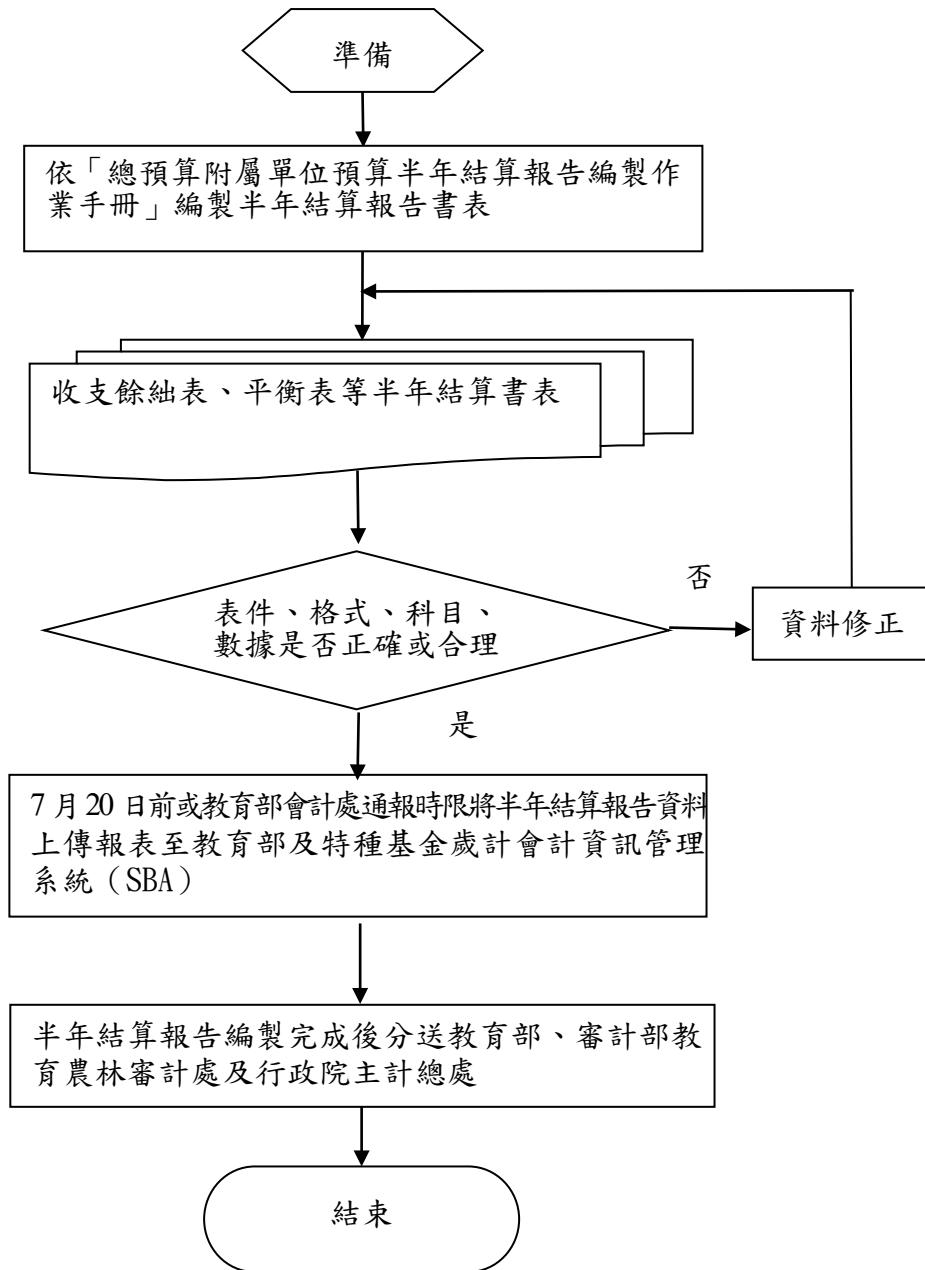 準備
依「總預算附屬單位預算半年結算報告編製作
業手冊」編製半年結算報告書表
收支餘絀表、平衡表等半年結算書表
表件、格式、科目、
數據是否正確或合理
否
資料修正
是
7月20日前或教育部會計處通報時限將半年結算報告資料
上傳報表至教育部及特種基金歲計會計資訊管理
系統（SBA）
半年結算報告編製完成後分送教育部、審計部教
育農林審計處及行政院主計總處
結束